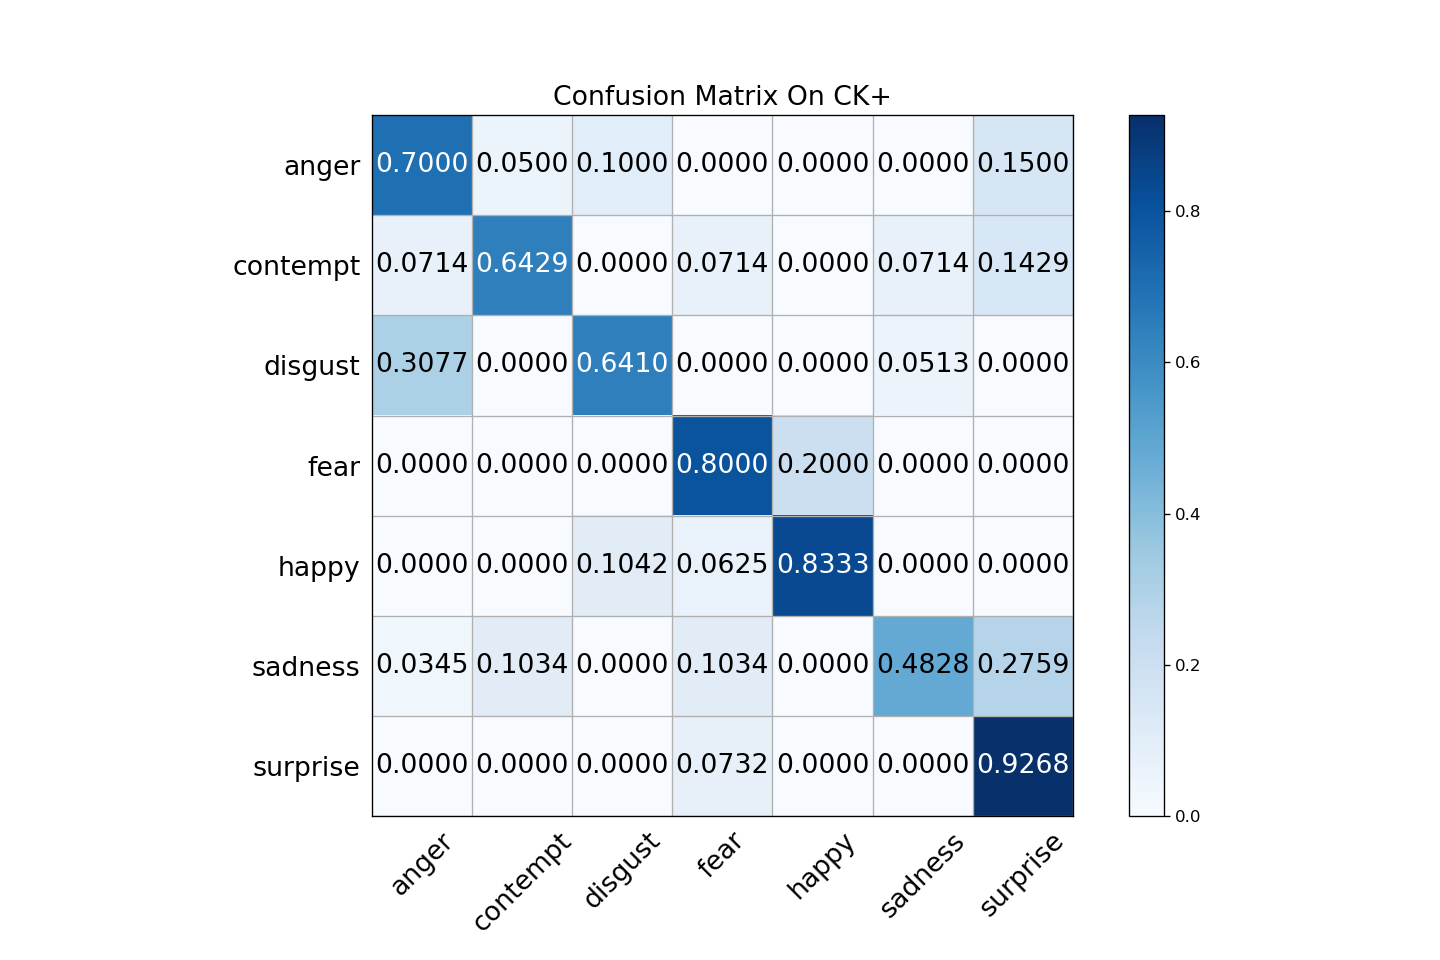 Confusion Matrix On CK+
anger 0.7000 0.0500 0.1000 0.0000 0.0000 0.0000 0.1500
contempt 0.0714 0.6429 0.0000 0.0714 0.0000 0.0714 0.1429
disgust 0.3077 0.0000 0.6410 0.0000 0.0000 0.0513 0.0000
fear 0.0000 0.0000 0.0000 0.8000 0.2000 0.0000 0.0000
happy 0.0000 0.0000 0.1042 0.0625 0.8333 0.0000 0.0000
sadness 0.0345 0.1034 0.0000 0.1034 0.0000 0.4828 0.2759
surprise 0.0000 0.0000 0.0000 0.0732 0.0000 0.0000 0.9268
anger contempt disgust fear happy sadness surprise
0.8
0.6
0.4
0.2
0.0